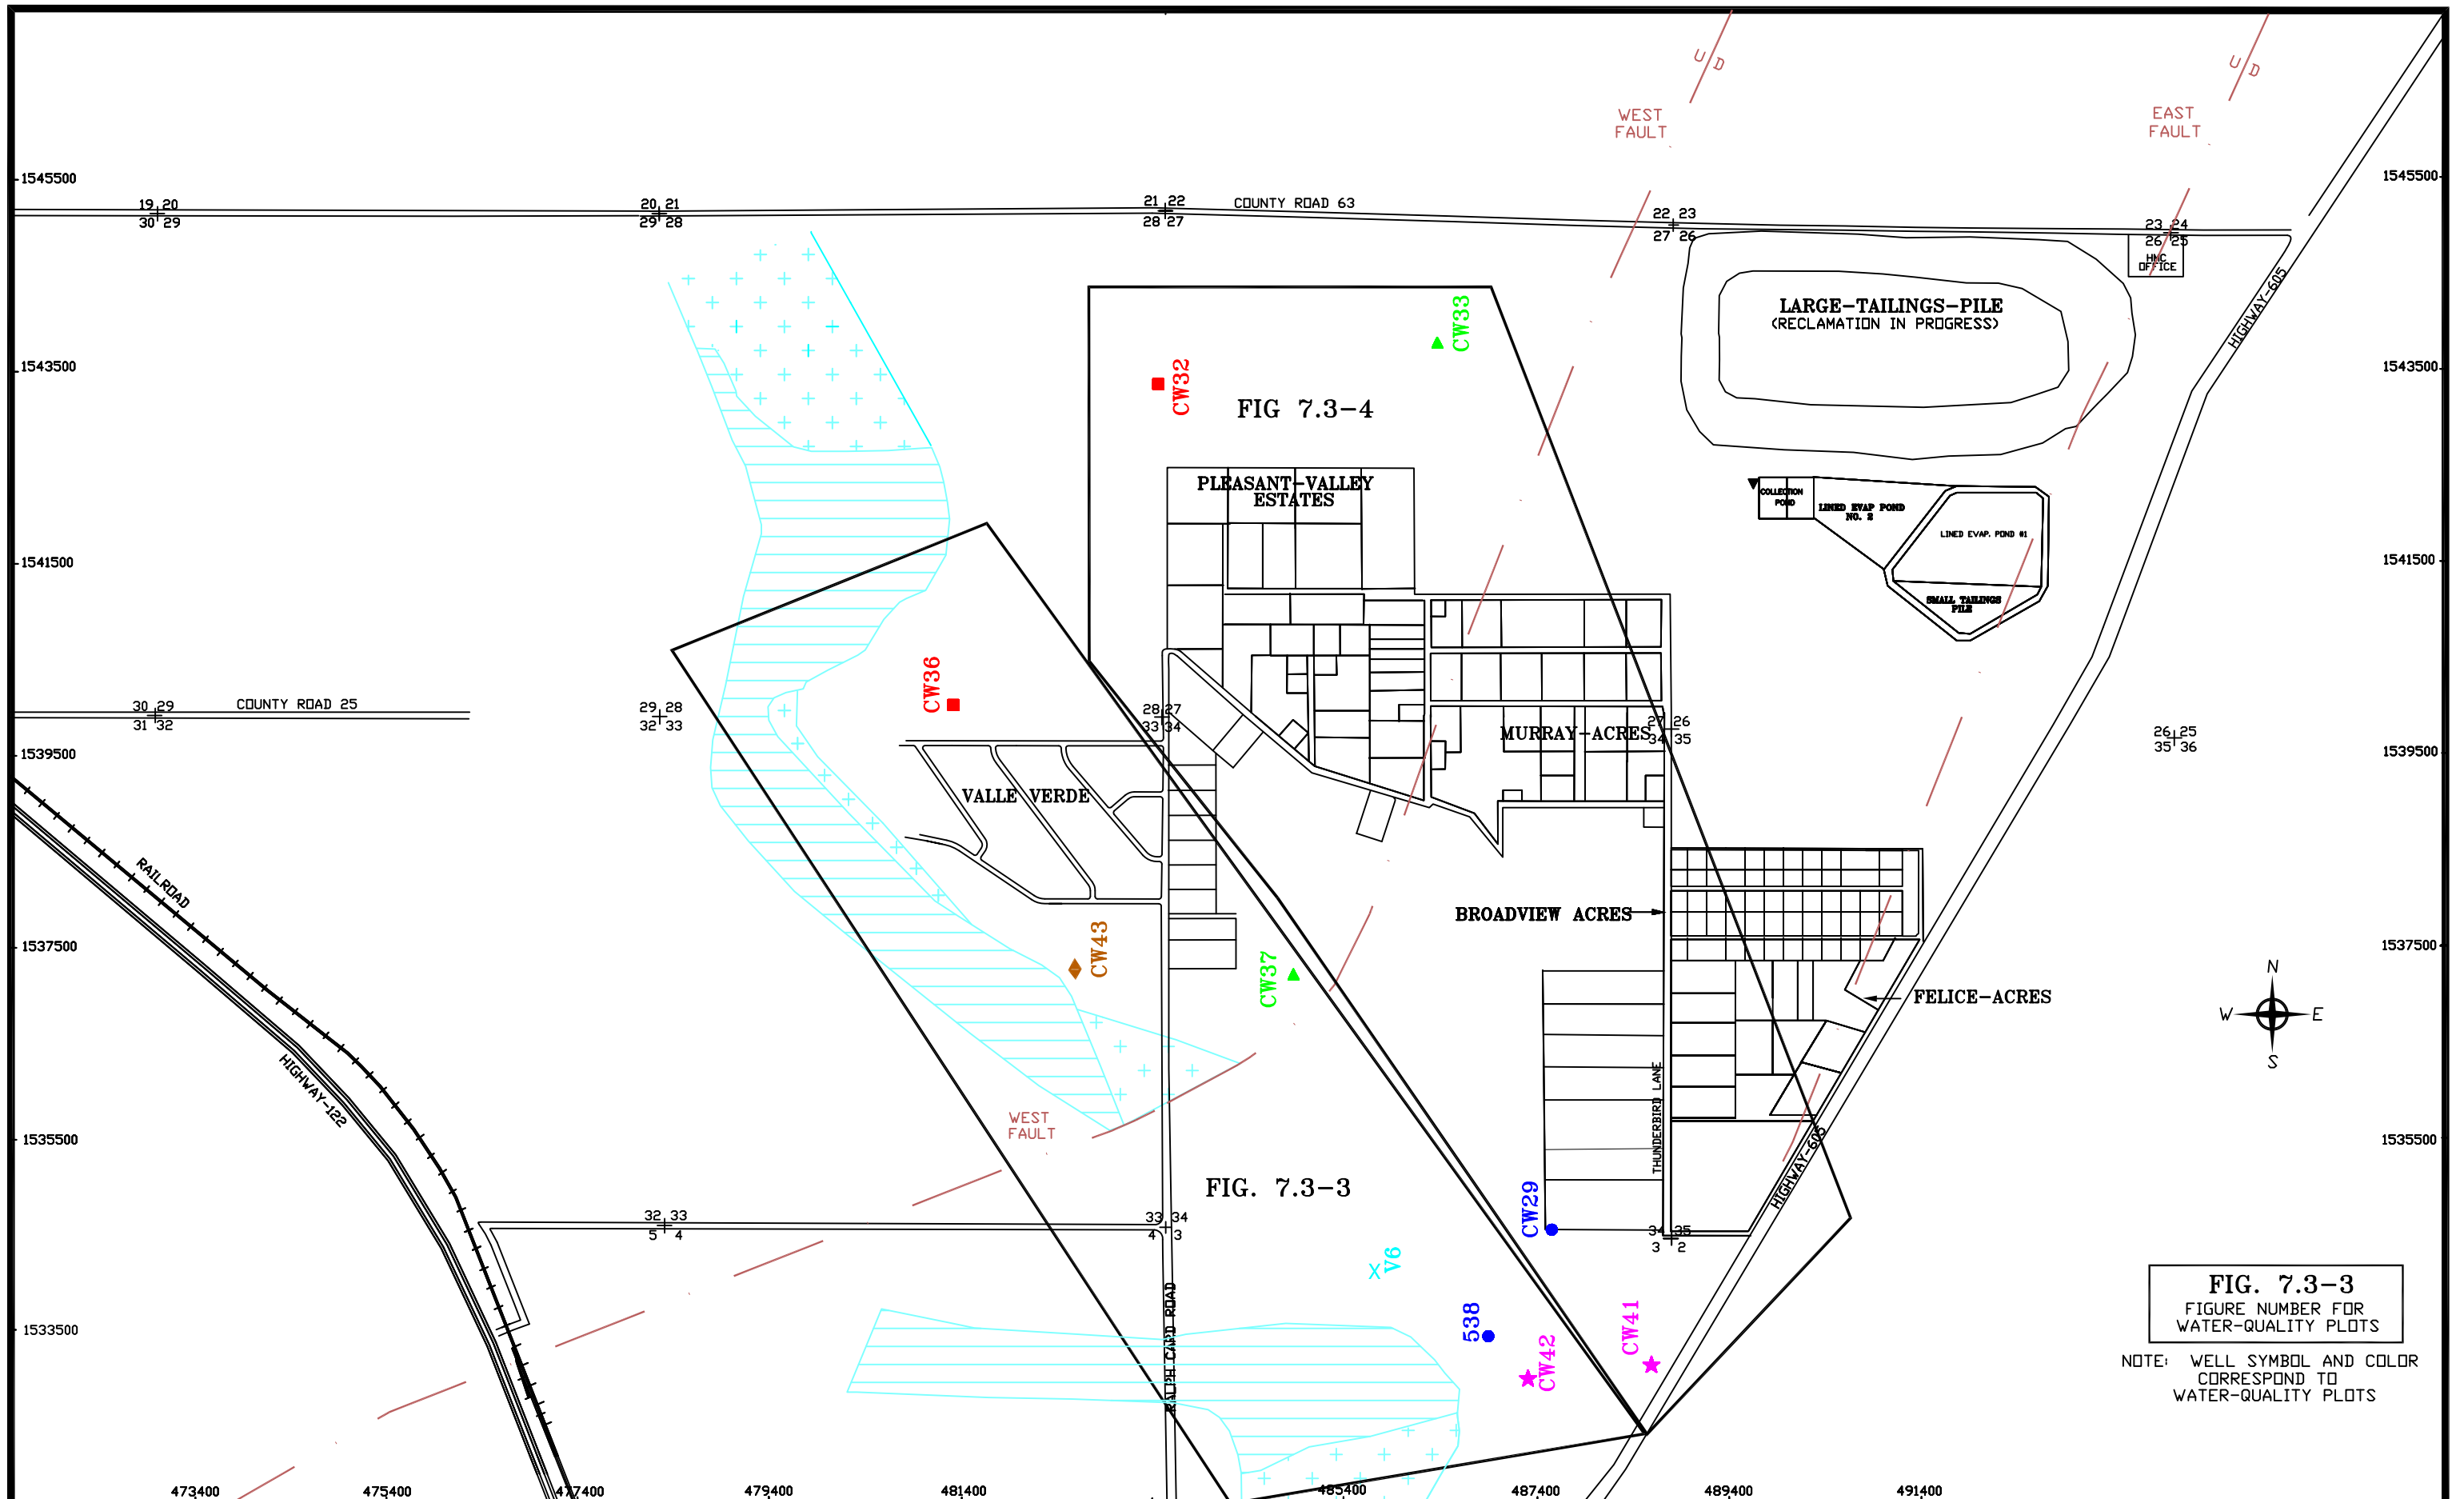 U D
U D
WEST
FAULT
EAST
FAULT
1545500
1545500
19 20
30 29
20 21
29 28
21 22
28 27
COUNTY ROAD 63
22 23
27 26
23 24
26 25
HMC
OFFICE
HIGHWAY-605
LARGE-TAILINGS-PILE
(RECLAMATION IN PROGRESS)
CW33
CW32
1543500
1543500
FIG 7.3-4
PLEASANT-VALLEY
ESTATES
COLLECTION
POND
LINED EVAP POND
NO. 2
LINED EVAP. POND #1
SMALL TAILINGS
PILE
1541500
1541500
CW36
30 29
31 32
COUNTY ROAD 25
29 28
32 33
28 27
33 34
MURRAY-ACRES
27 26
34 35
26 25
35 36
1539500
1539500
VALLE VERDE
RAILROAD
BROADVIEW ACRES
1537500
1537500
CW43
CW37
FELICE-ACRES
N
W E
S
HIGHWAY-122
THUNDERBIRD LANE
WEST
FAULT
1535500
1535500
HIGHWAY-605
FIG. 7.3-3
CW29
32 33
5 4
33 34
4 3
34 35
3 2
X V6
RALPH CARD ROAD
538
CW42
CW41
1533500
FIG. 7.3-3
FIGURE NUMBER FOR
WATER-QUALITY PLOTS
NOTE: WELL SYMBOL AND COLOR
CORRESPOND TO
WATER-QUALITY PLOTS
473400
475400
477400
479400
481400
485400
487400
489400
491400